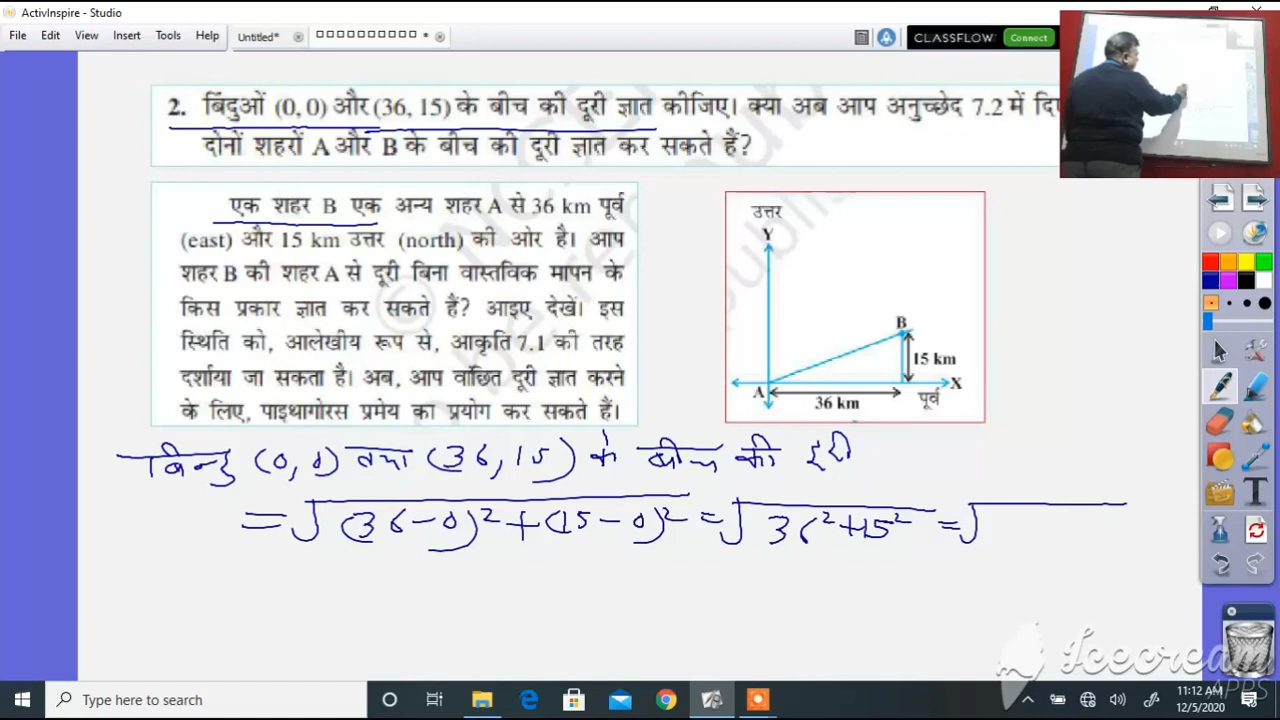 ActivInspire - Studio
File Edit View Insert Tools Help
Untitled*
CLASSFLOW Connect
2. बिंदुओं (0, 0) और (36, 15) के बीच की दूरी ज्ञात कीजिए। क्या अब आप अनुच्छेद 7.2 में दिए
दोनों शहरों A और B के बीच की दूरी ज्ञात कर सकते हैं?
एक शहर B एक अन्य शहर A से 36 km पूर्व
(east) और 15 km उत्तर (north) की ओर है। आप
शहर B की शहर A से दूरी बिना वास्तविक मापन के
किस प्रकार ज्ञात कर सकते हैं? आइए देखें। इस
स्थिति को, आलेखीय रूप से, आकृति 7.1 की तरह
दर्शाया जा सकता है। अब, आप वांछित दूरी ज्ञात करने
के लिए, पाइथागोरस प्रमेय का प्रयोग कर सकते हैं।
उत्तर
Y
B
15 km
A
X
36 km
पूर्व
बिन्दु (0, 0) तथा (36, 15) के बीच की दूरी
= √(36-0)² + (15-0)² = √36² + 15² = √
Icecream
APPS
Type here to search
11:12 AM
12/5/2020